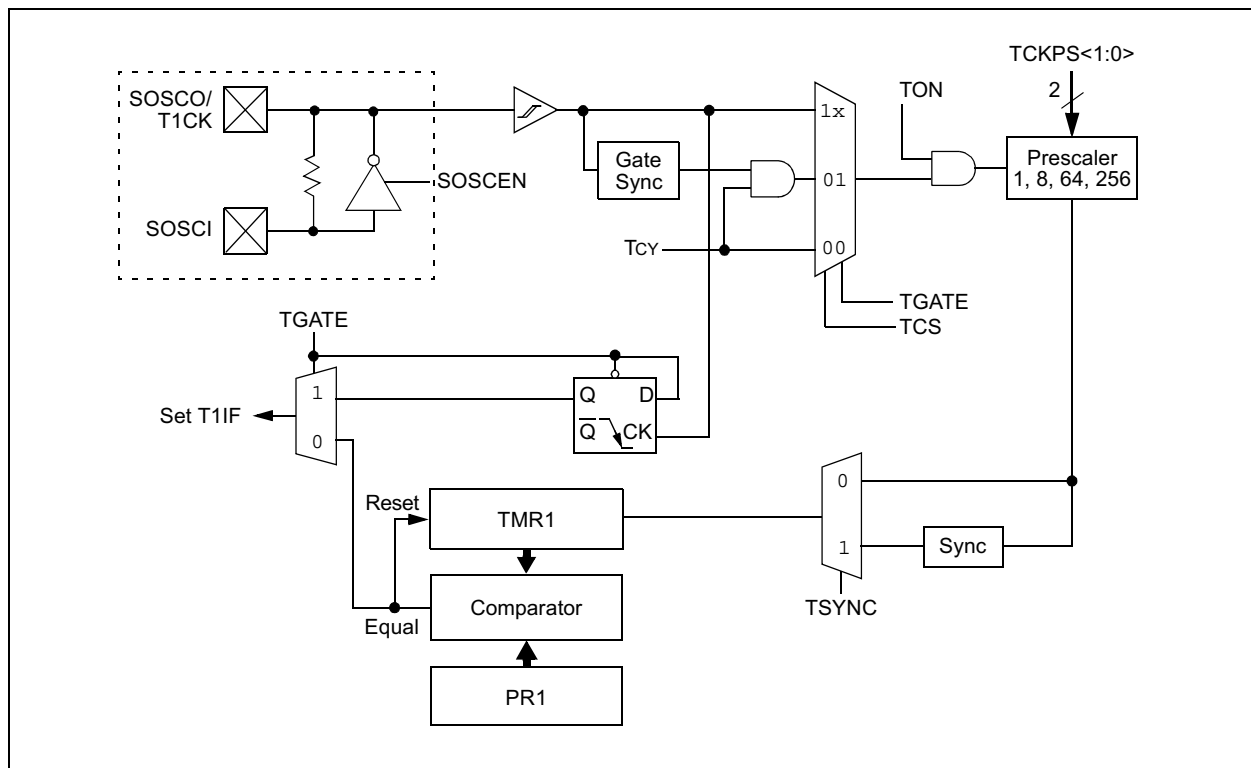 TCKPS<1:0>
2
SOSCO/
T1CK
TON
1x
Gate
Sync
Prescaler
1, 8, 64, 256
SOSCEN
01
SOSCI
TCY
00
TGATE
TCS
TGATE
1
Q
D
Set T1IF
Q
CK
0
0
Reset
TMR1
1
Sync
TSYNC
Comparator
Equal
PR1